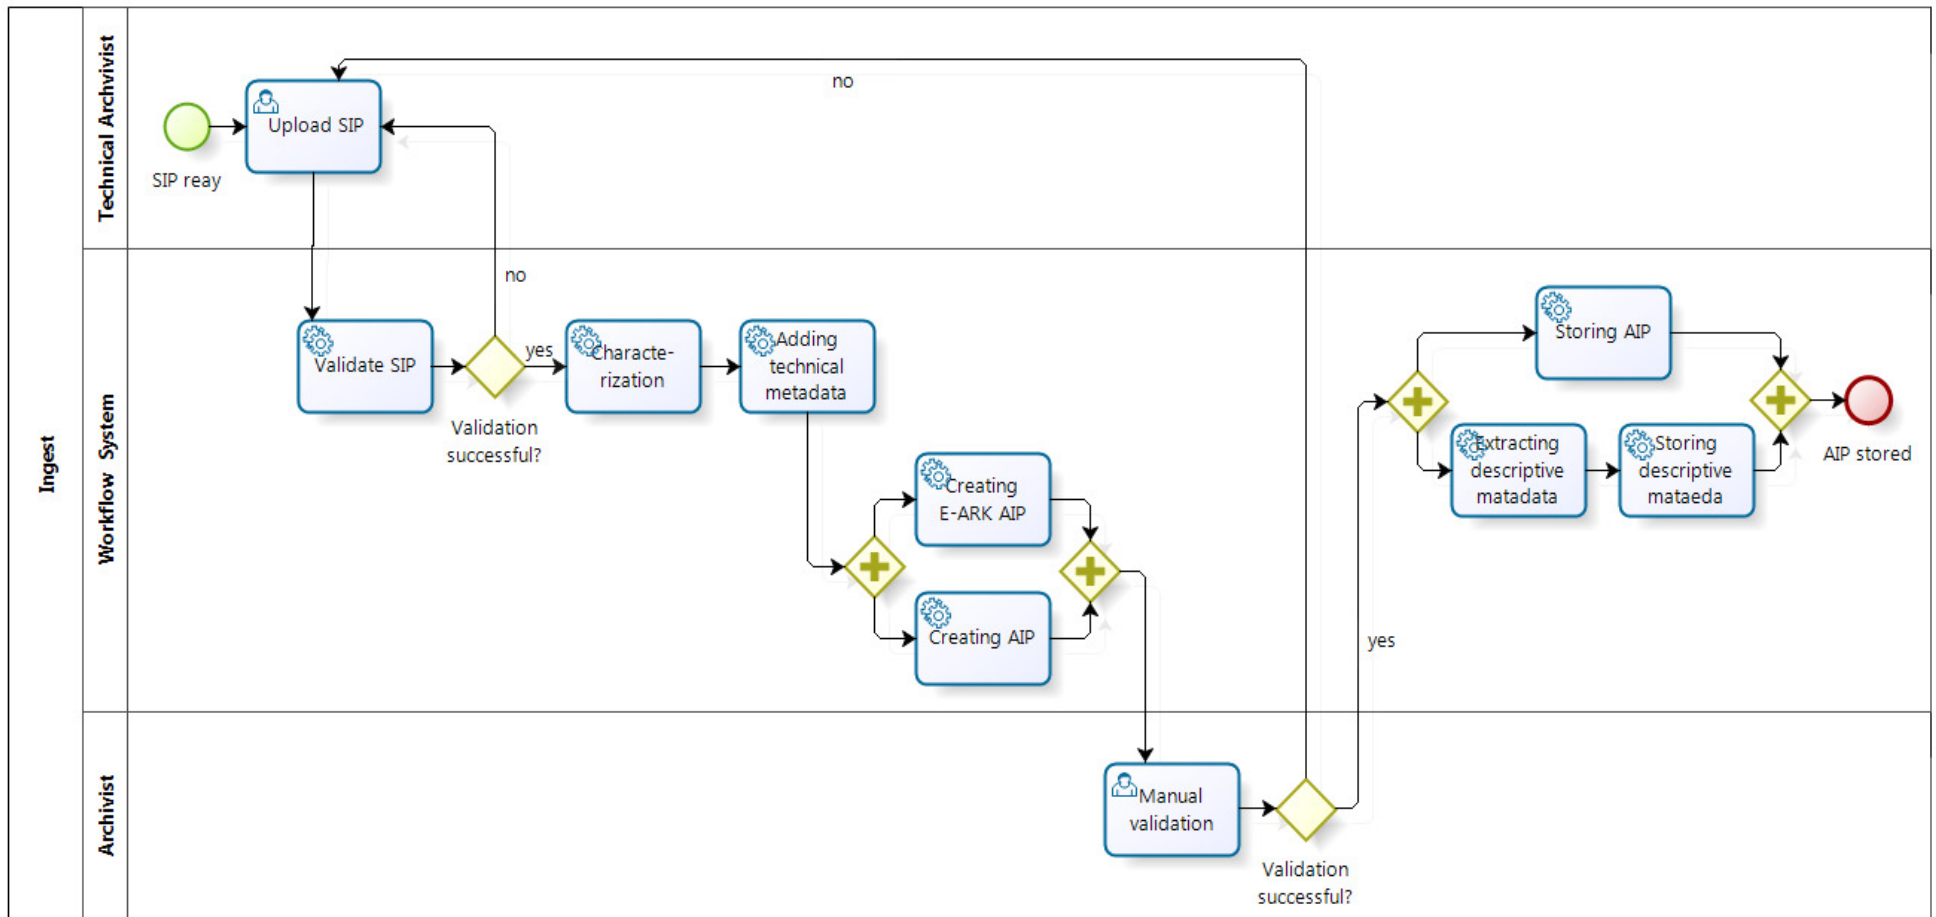 Ingest
Technical Archvivist
no
Upload SIP
SIP reay
Workflow System
no
Validate SIP
yes
Validation
successful?
Characte-
rization
Adding
technical
metadata
Creating
E-ARK AIP
Creating AIP
yes
Storing AIP
Extracting
descriptive
matadata
Storing
descriptive
mataeda
AIP stored
Archivist
Manual
validation
Validation
successful?